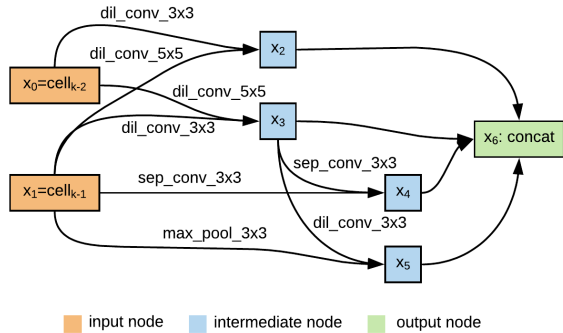 dil_conv_3x3
x2
dil_conv_5x5
x0=cellk-2
dil_conv_5x5
x3
dil_conv_3x3
x6: concat
sep_conv_3x3
sep_conv_3x3
x1=cellk-1
x4
dil_conv_3x3
max_pool_3x3
x5
input node
intermediate node
output node